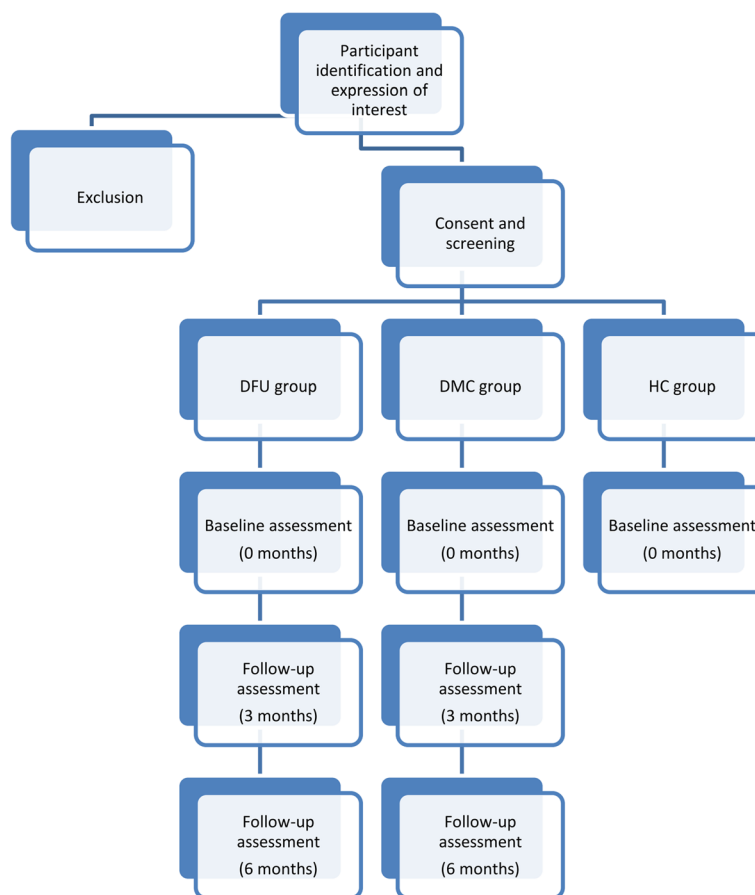 Participant
identification and
expression of
interest
Exclusion
Consent and
screening
DFU group
DMC group
HC group
Baseline assessment
(0 months)
Baseline assessment
(0 months)
Baseline assessment
(0 months)
Follow-up
assessment
(3 months)
Follow-up
assessment
(3 months)
Follow-up
assessment
(6 months)
Follow-up
assessment
(6 months)